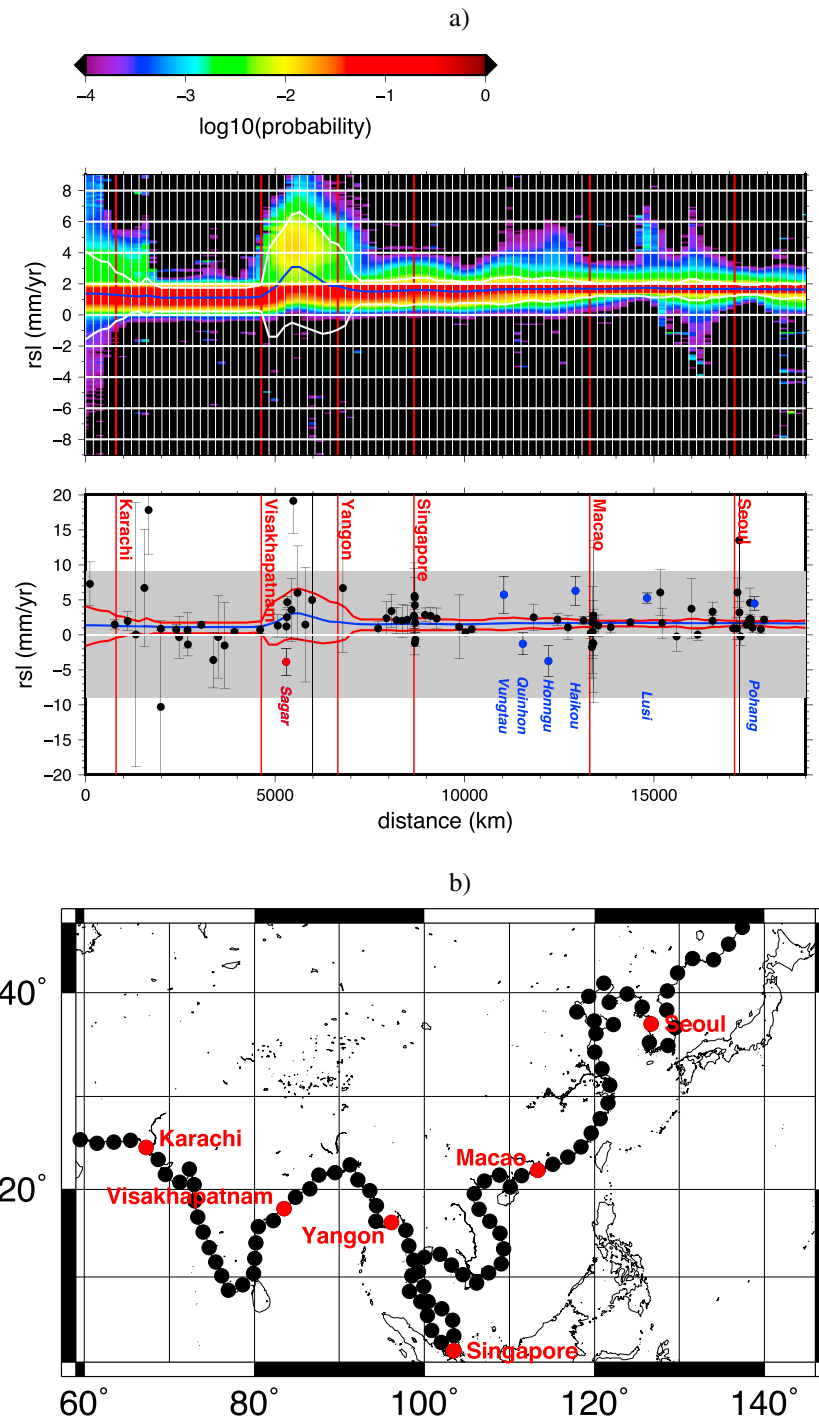 a)
−4 −3 −2 −1 0
log10(probability)
8
6
4
2
0
−2
−4
−6
−8
rsl (mm/yr)
20
15
10
5
0
−5
−10
−15
−20
rsl (mm/yr)
Karachi
Visakhapatnam
Yangon
Singapore
Macao
Seoul
Sagar
Vungtau
Quinhon
Honngu
Haikou
Lusi
Pohang
0 5000 10000 15000
distance (km)
b)
40°
20°
Seoul
Karachi
Macao
Visakhapatnam
Yangon
Singapore
60° 80° 100° 120° 140°